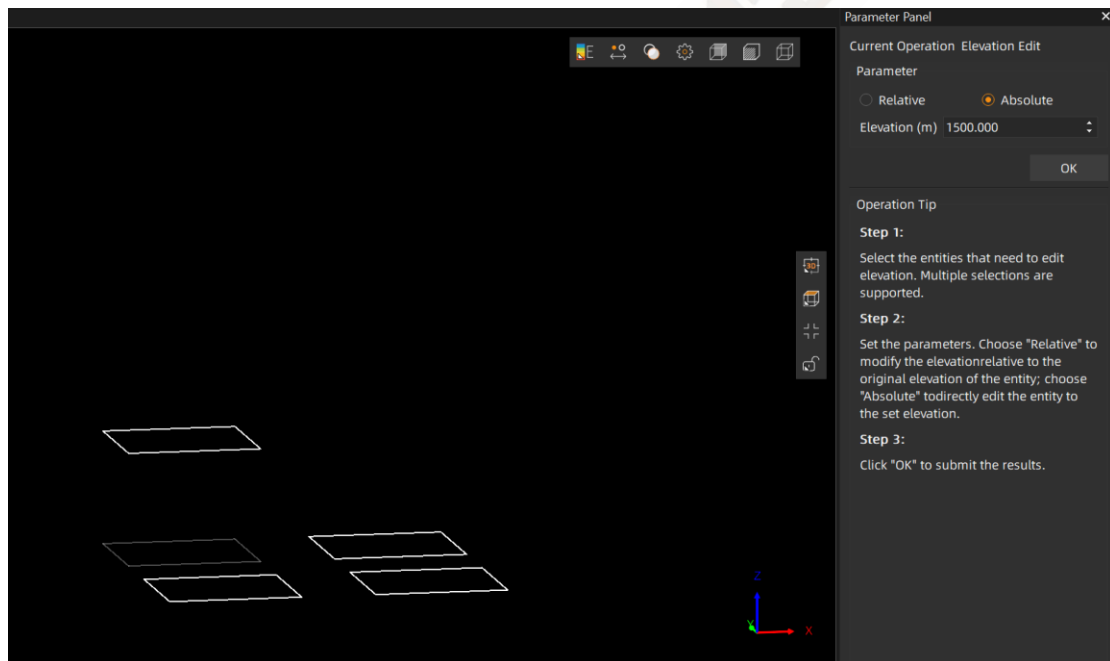 Parameter Panel
Current Operation Elevation Edit
Parameter
Relative Absolute
Elevation (m) 1500.000
OK
Operation Tip
Step 1:
Select the entities that need to edit
elevation. Multiple selections are
supported.
Step 2:
Set the parameters. Choose "Relative" to
modify the elevationrelative to the
original elevation of the entity; choose
"Absolute" todirectly edit the entity to
the set elevation.
Step 3:
Click "OK" to submit the results.
E
3D
Z
Y
X